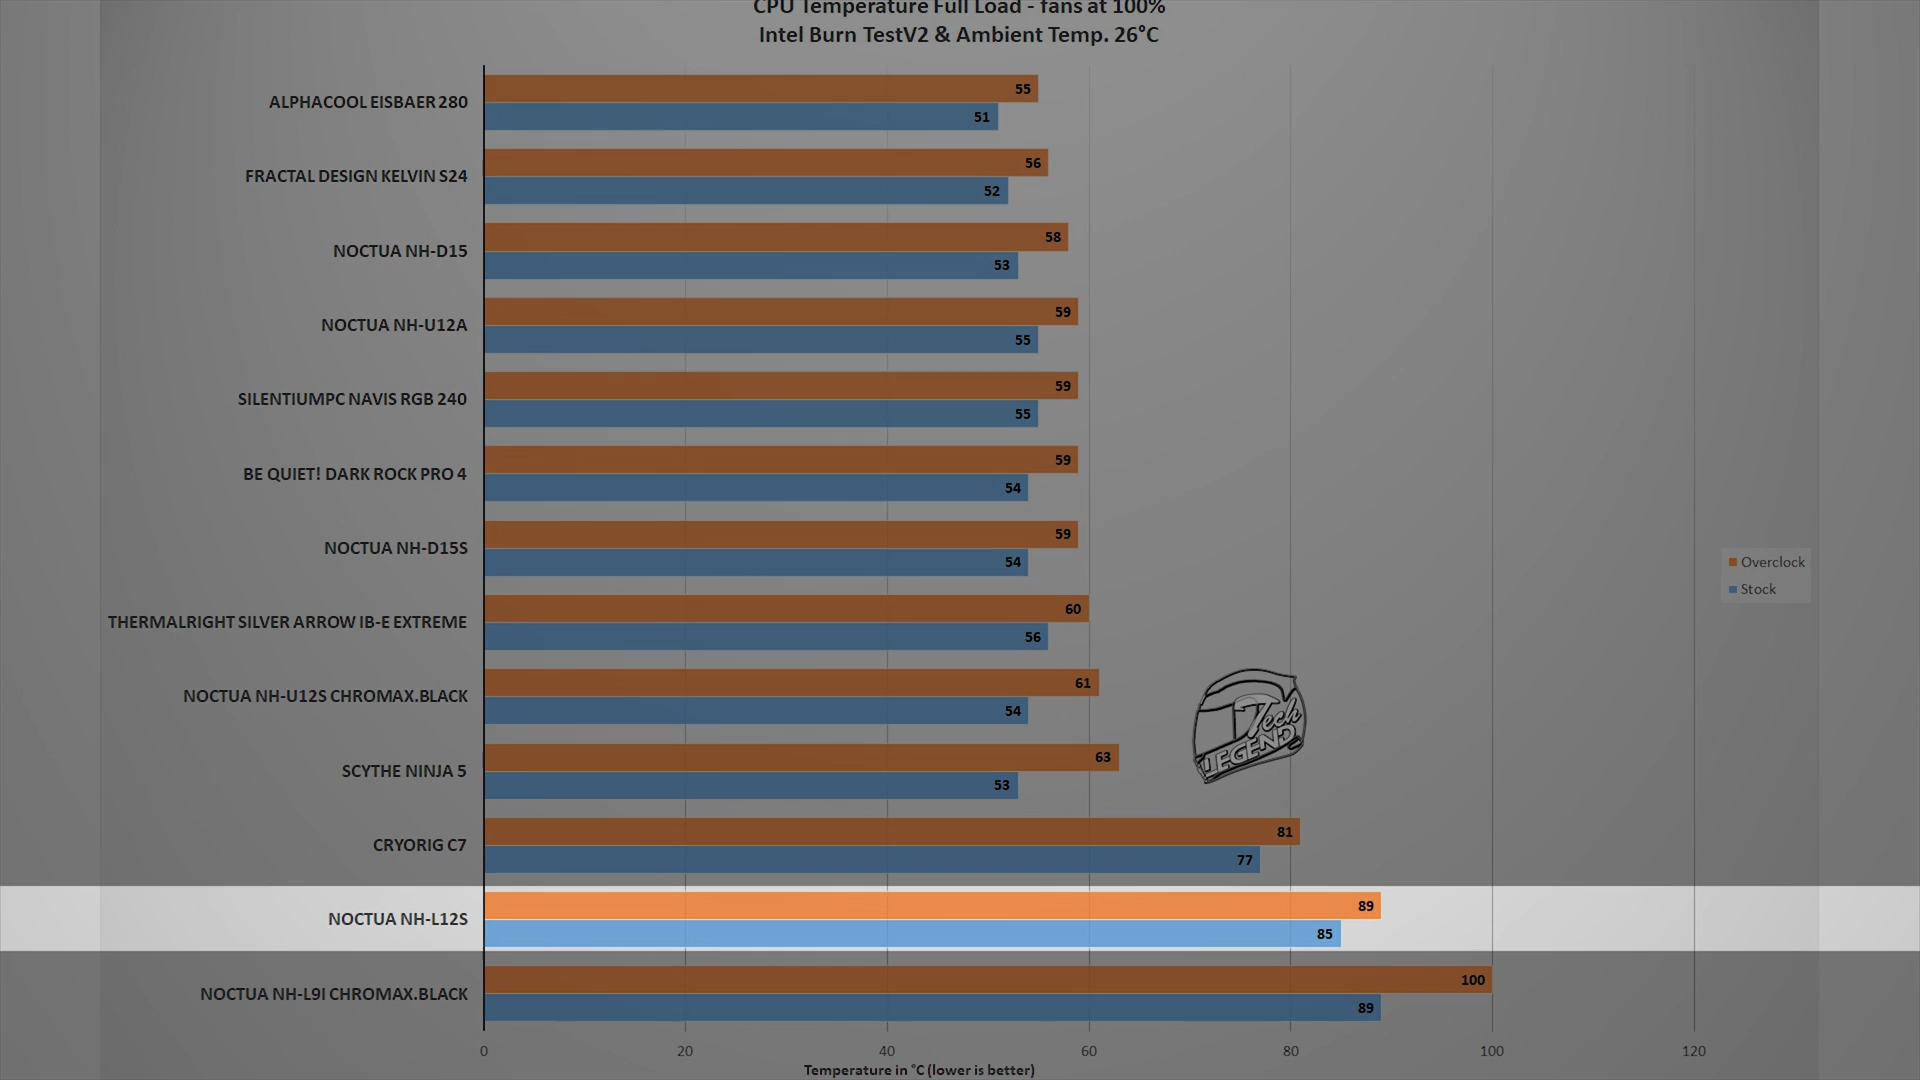 CPU Temperature Full Load - fans at 100%
Intel Burn TestV2 & Ambient Temp. 26°C
ALPHACOOL EISBAER 280
55
51
FRACTAL DESIGN KELVIN S24
56
52
NOCTUA NH-D15
58
53
NOCTUA NH-U12A
59
55
SILENTIUMPC NAVIS RGB 240
59
55
BE QUIET! DARK ROCK PRO 4
59
54
NOCTUA NH-D15S
59
54
Overclock
Stock
THERMALRIGHT SILVER ARROW IB-E EXTREME
60
56
NOCTUA NH-U12S CHROMAX.BLACK
61
54
Tech
LEGEND
SCYTHE NINJA 5
63
53
CRYORIG C7
81
77
NOCTUA NH-L12S
89
85
NOCTUA NH-L9I CHROMAX.BLACK
100
89
0 20 40 60 80 100 120
Temperature in °C (lower is better)